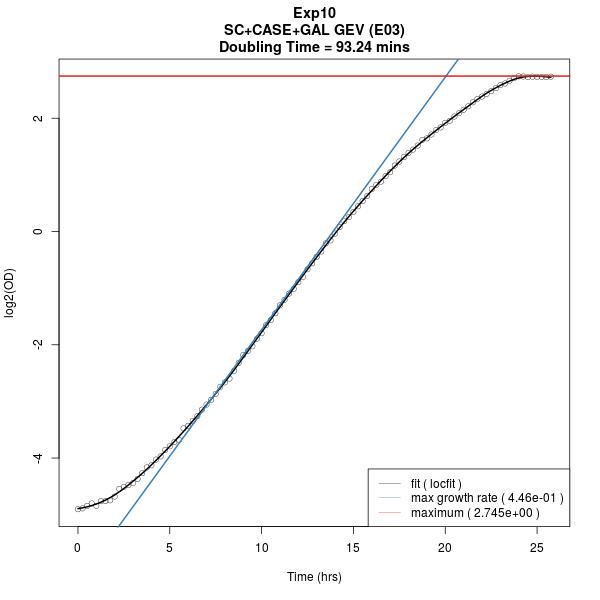 Exp10
SC+CASE+GAL GEV (E03)
Doubling Time = 93.24 mins
2
0
-2
-4
log2(OD)
fit ( locfit )
max growth rate ( 4.46e-01 )
maximum ( 2.745e+00 )
0 5 10 15 20 25
Time (hrs)